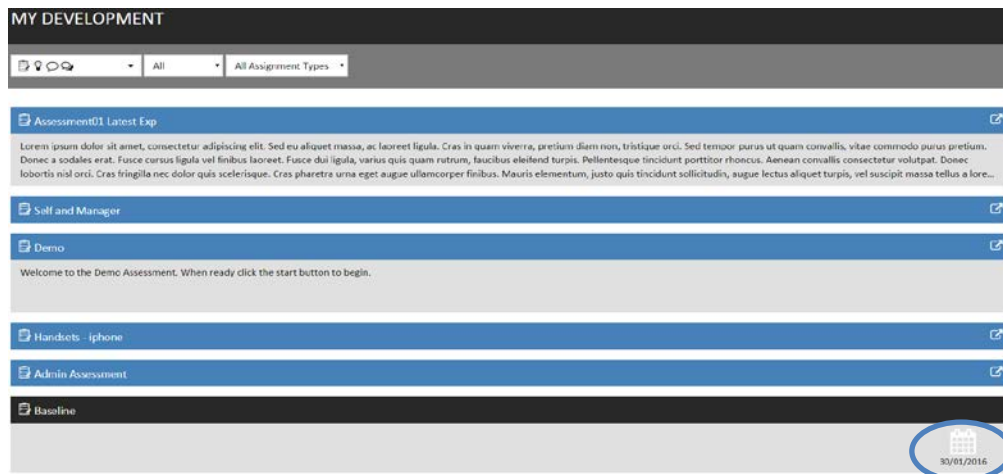 MY DEVELOPMENT
All
All Assignment Types
Assessment01 Latest Exp
Lorem ipsum dolor sit amet, consectetur adipiscing elit. Sed eu aliquet massa, ac laoreet ligula. Cras in quam viverra, pretium diam non, tristique orci. Sed tempor purus ut quam convallis, vitae commodo purus pretium.
Donec a sodales erat. Fusce cursus ligula vel finibus laoreet. Fusce dui ligula, varius quis quam rutrum, faucibus eleifend turpis. Pellentesque tincidunt porttitor rhoncus. Aenean convallis consectetur volutpat. Donec
lobortis nisl orci. Cras fringilla nec dolor quis scelerisque. Cras pharetra urna eget augue ullamcorper finibus. Mauris elementum, justo quis tincidunt sollicitudin, augue lectus aliquet turpis, vel suscipit massa tellus a lore...
Self and Manager
Demo
Welcome to the Demo Assessment. When ready click the start button to begin.
Handsets - iphone
Admin Assessment
Baseline
30/01/2016